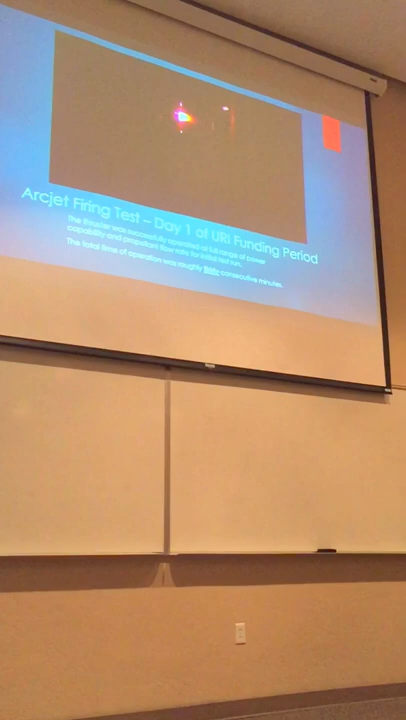 Arcjet Firing Test – Day 1 of URI Funding Period
The thruster was successfully operated at full range of power
capability and propellant flow rate for initial test run.
The total time of operation was roughly consecutive minutes.